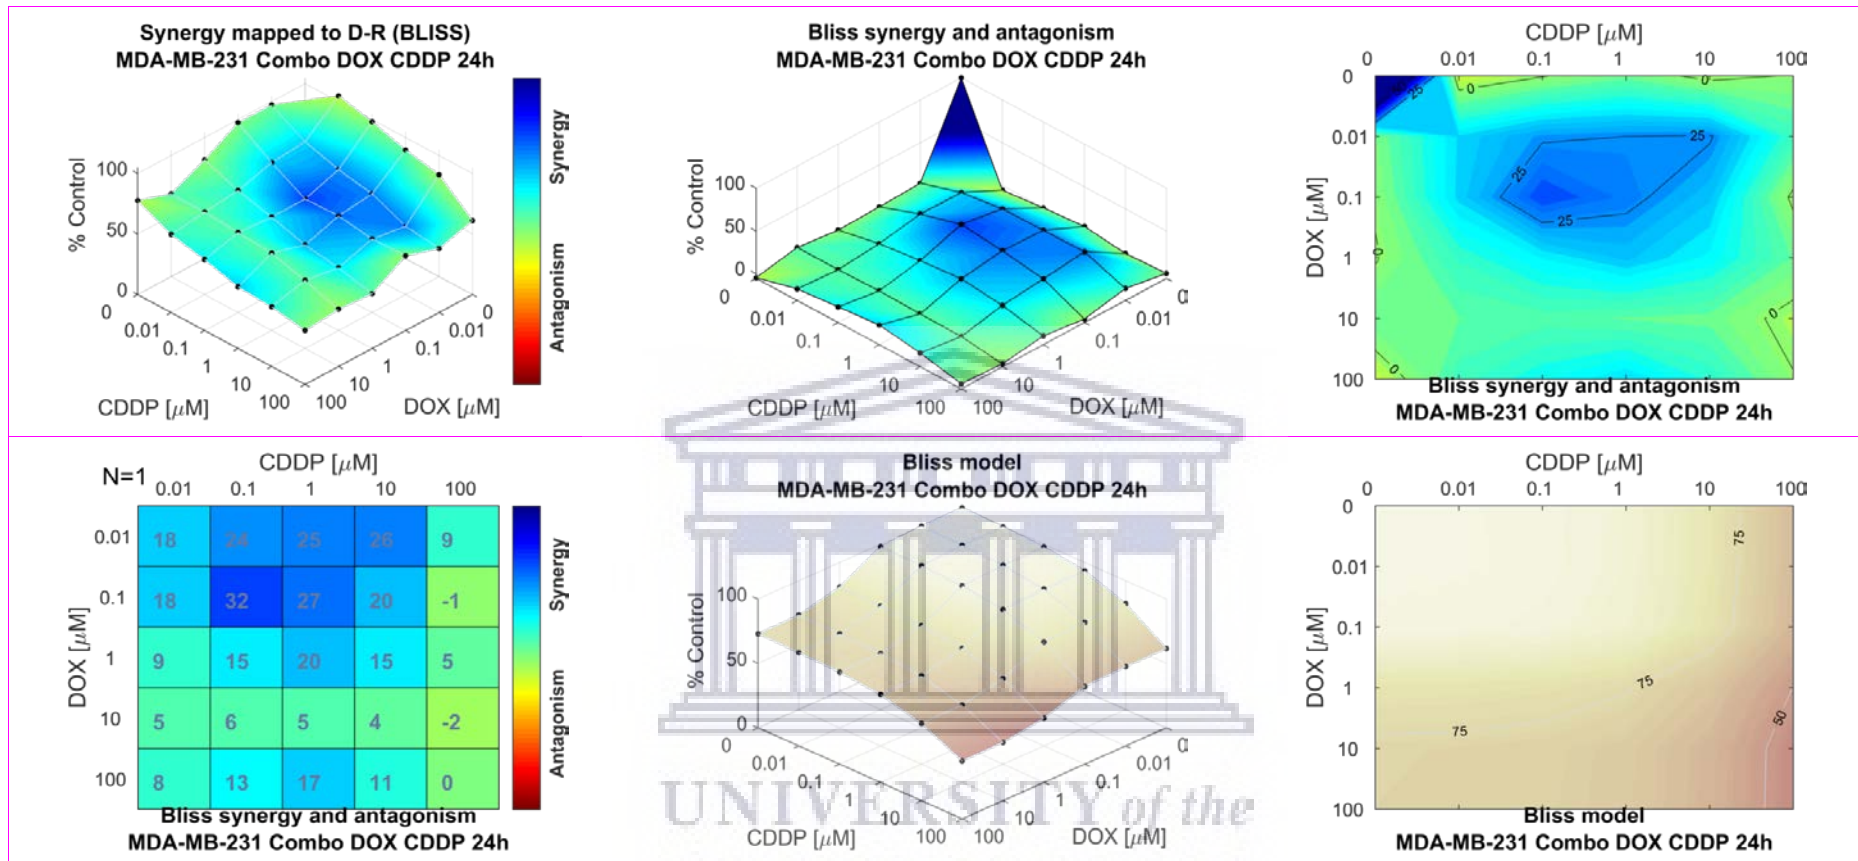 Synergy mapped to D-R (BLISS)
MDA-MB-231 Combo DOX CDDP 24h
% Control
100
50
0
0
0.01
0.1
1
10
100
CDDP [μM]
100
10
1
0.1
0.01
0
DOX [μM]
Synergy
Antagonism
Bliss synergy and antagonism
MDA-MB-231 Combo DOX CDDP 24h
% Control
100
50
0
0
0.01
0.1
1
10
100
CDDP [μM]
100
10
1
0.1
0.01
0
DOX [μM]
CDDP [μM]
0 0.01 0.1 1 10 100
DOX [μM]
0
0.01
0.1
1
10
100
25
0
0
25
25
25
0
0
0
Bliss synergy and antagonism
MDA-MB-231 Combo DOX CDDP 24h
N=1
CDDP [μM]
0.01 0.1 1 10 100
DOX [μM]
0.01 18 24 25 26 9
0.1 18 32 27 20 -1
1 9 15 20 15 5
10 5 6 5 4 -2
100 8 13 17 11 0
Synergy
Antagonism
Bliss synergy and antagonism
MDA-MB-231 Combo DOX CDDP 24h
Bliss model
MDA-MB-231 Combo DOX CDDP 24h
% Control
100
50
0
0
0.01
0.1
1
10
100
CDDP [μM]
100
10
1
0.1
0.01
0
DOX [μM]
UNIVERSITY of the
CDDP [μM]
0 0.01 0.1 1 10 100
DOX [μM]
0
0.01
0.1
1
10
100
75
75
75
50
Bliss model
MDA-MB-231 Combo DOX CDDP 24h